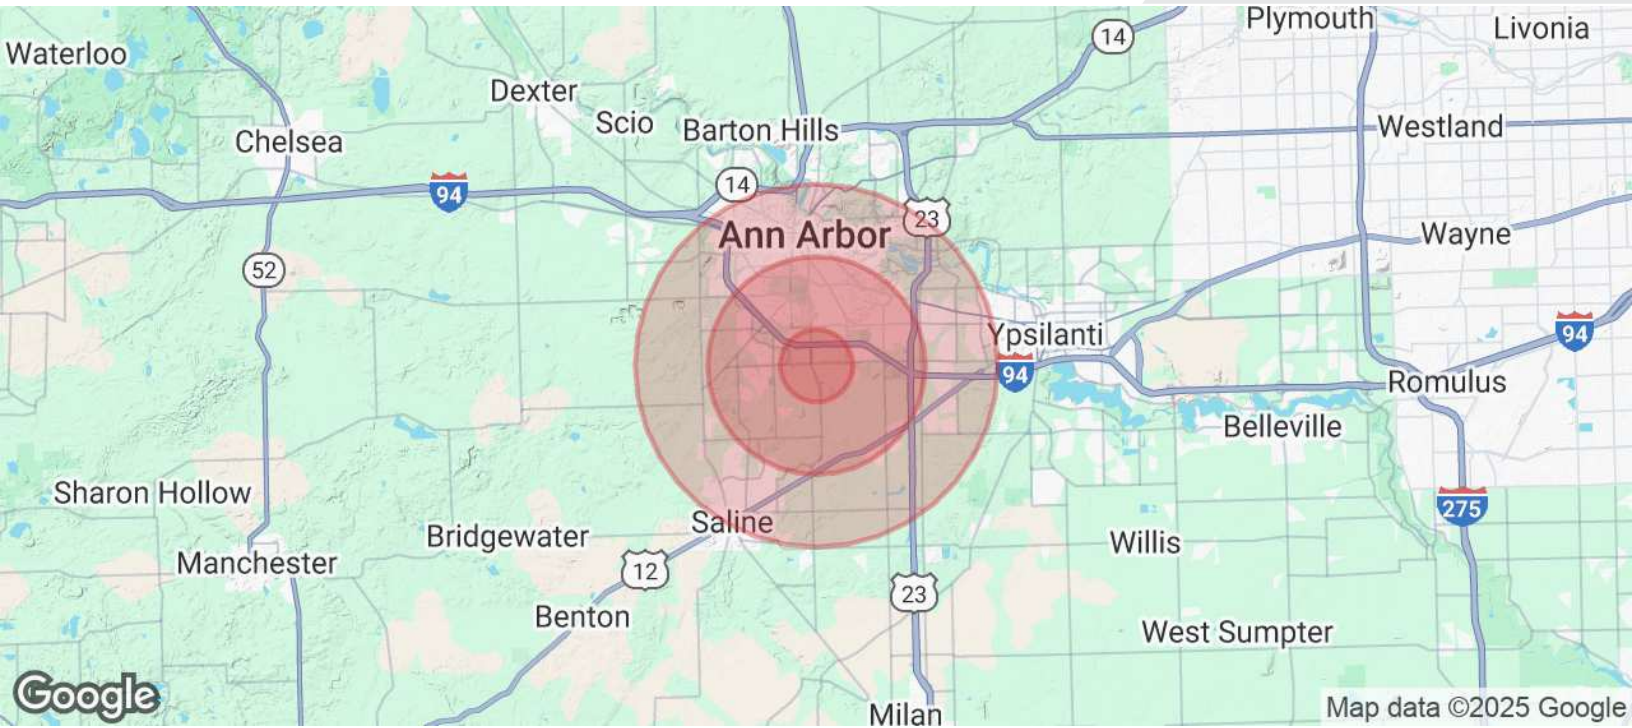 Plymouth
Livonia
14
Waterloo
Dexter
Scio
Barton Hills
Westland
Chelsea
14
94
23
Ann Arbor
Wayne
52
Ypsilanti
94
94
Romulus
Belleville
Sharon Hollow
Saline
275
Bridgewater
Willis
Manchester
12
23
Benton
West Sumpter
Google
Milan
Map data ©2025 Google